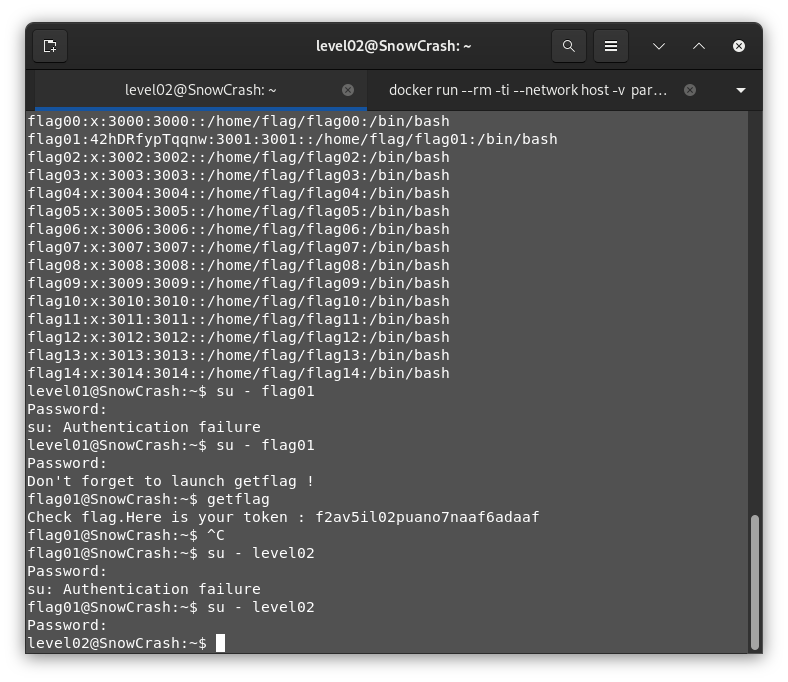 level02@SnowCrash: ~
level02@SnowCrash: ~
docker run --rm -ti --network host -v par...
flag00:x:3000:3000::/home/flag/flag00:/bin/bash
flag01:42hDRfypTqqnw:3001:3001::/home/flag/flag01:/bin/bash
flag02:x:3002:3002::/home/flag/flag02:/bin/bash
flag03:x:3003:3003::/home/flag/flag03:/bin/bash
flag04:x:3004:3004::/home/flag/flag04:/bin/bash
flag05:x:3005:3005::/home/flag/flag05:/bin/bash
flag06:x:3006:3006::/home/flag/flag06:/bin/bash
flag07:x:3007:3007::/home/flag/flag07:/bin/bash
flag08:x:3008:3008::/home/flag/flag08:/bin/bash
flag09:x:3009:3009::/home/flag/flag09:/bin/bash
flag10:x:3010:3010::/home/flag/flag10:/bin/bash
flag11:x:3011:3011::/home/flag/flag11:/bin/bash
flag12:x:3012:3012::/home/flag/flag12:/bin/bash
flag13:x:3013:3013::/home/flag/flag13:/bin/bash
flag14:x:3014:3014::/home/flag/flag14:/bin/bash
level01@SnowCrash:~$ su - flag01
Password:
su: Authentication failure
level01@SnowCrash:~$ su - flag01
Password:
Don't forget to launch getflag !
flag01@SnowCrash:~$ getflag
Check flag.Here is your token : f2av5il02puano7naaf6adaaf
flag01@SnowCrash:~$ ^C
flag01@SnowCrash:~$ su - level02
Password:
su: Authentication failure
flag01@SnowCrash:~$ su - level02
Password:
level02@SnowCrash:~$